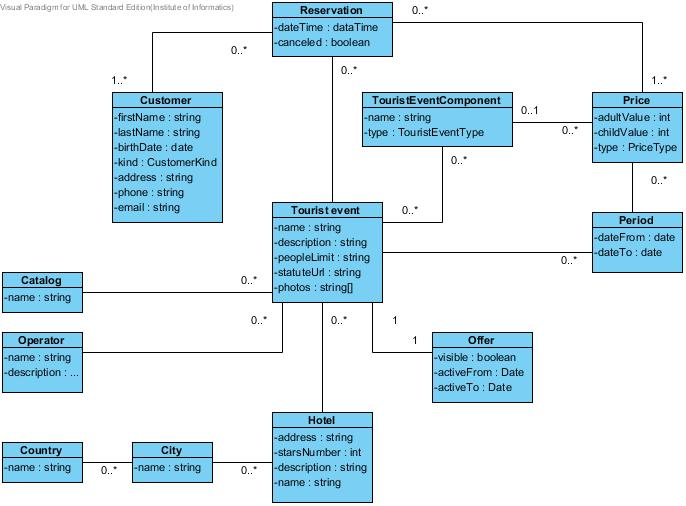 Visual Paradigm for UML Standard Edition(Institute of Informatics)
Reservation
-dateTime : dataTime
-canceled : boolean
0..*
0..*
0..*
1..*
1..*
Customer
-firstName : string
-lastName : string
-birthDate : date
-kind : CustomerKind
-address : string
-phone : string
-email : string
TouristEventComponent
-name : string
-type : TouristEventType
0..1
0..*
0..*
Price
-adultValue : int
-childValue : int
-type : PriceType
0..*
Tourist event
-name : string
-description : string
-peopleLimit : string
-statuteUrl : string
-photos : string[]
0..*
Period
-dateFrom : date
-dateTo : date
0..*
Catalog
-name : string
0..*
Operator
-name : string
-description : ...
0..*
0..*
1
1
Offer
-visible : boolean
-activeFrom : Date
-activeTo : Date
Hotel
-address : string
-starsNumber : int
-description : string
-name : string
Country
-name : string
0..*
City
-name : string
0..*